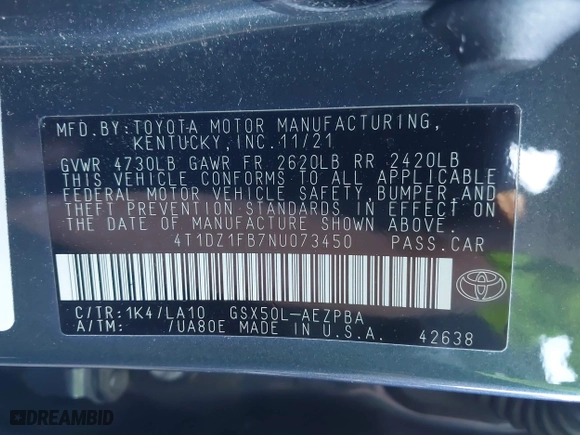 MFD.BY:TOYOTA MOTOR MANUFACTURING,
KENTUCKY,INC.11/21
GVWR 4730LB GAWR FR 2620LB RR 2420LB
THIS VEHICLE CONFORMS TO ALL APPLICABLE
FEDERAL MOTOR VEHICLE SAFETY,BUMPER,AND
THEFT PREVENTION STANDARDS IN EFFECT ON
THE DATE OF MANUFACTURE SHOWN ABOVE.
4T1DZ1FB7NU073450 PASS.CAR
C/TR:1K4/LA10 GSX50L-AEZPBA
A/TM: /UA80E MADE IN U.S.A. 42638
DREAMBID